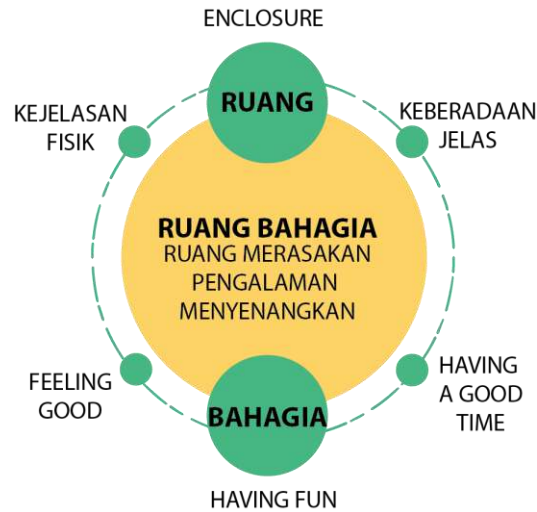 ENCLOSURE
RUANG
KEJELASAN
FISIK
KEBERADAAN
JELAS
RUANG BAHAGIA
RUANG MERASAKAN
PENGALAMAN
MENYENANGKAN
FEELING
GOOD
HAVING
A GOOD
TIME
BAHAGIA
HAVING FUN